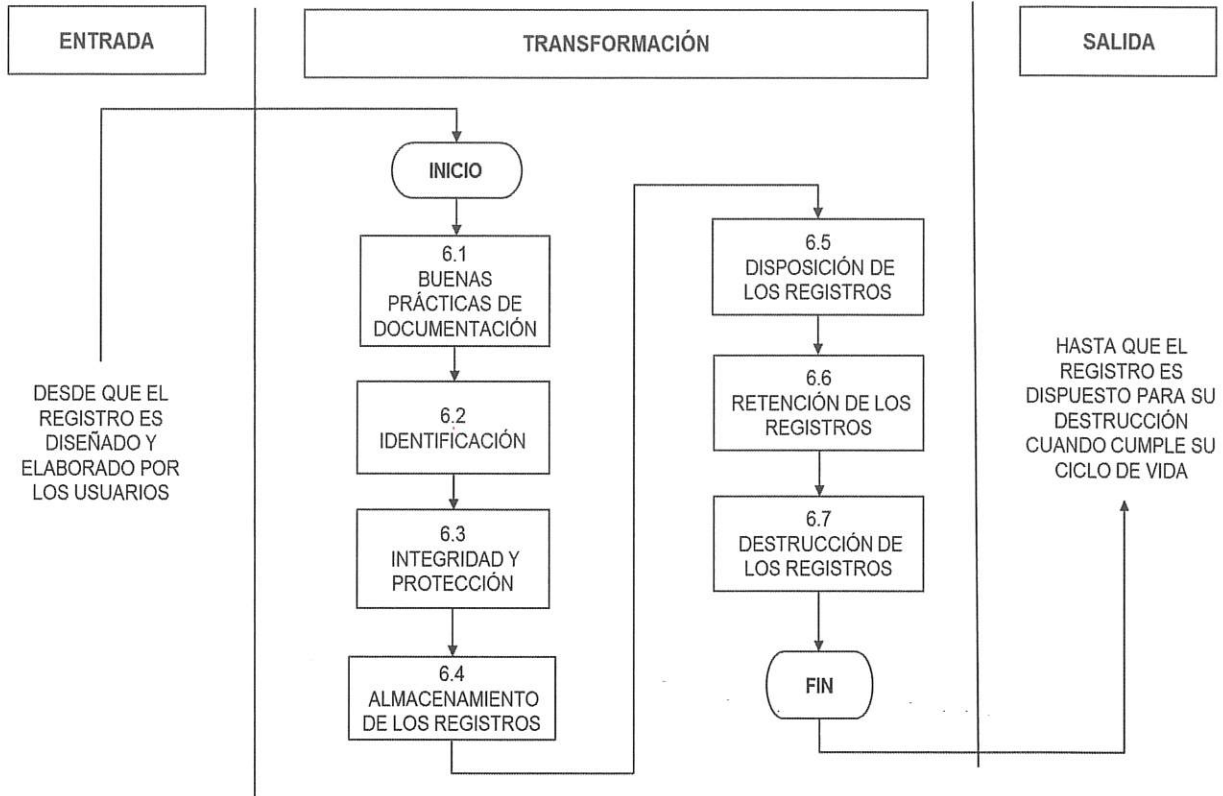 ENTRADA
TRANSFORMACIÓN
SALIDA
DESDE QUE EL
REGISTRO ES
DISEÑADO Y
ELABORADO POR
LOS USUARIOS
INICIO
6.1
BUENAS
PRÁCTICAS DE
DOCUMENTACIÓN
6.2
IDENTIFICACIÓN
6.3
INTEGRIDAD Y
PROTECCIÓN
6.4
ALMACENAMIENTO
DE LOS REGISTROS
6.5
DISPOSICIÓN DE
LOS REGISTROS
6.6
RETENCIÓN DE LOS
REGISTROS
6.7
DESTRUCCIÓN DE
LOS REGISTROS
FIN
HASTA QUE EL
REGISTRO ES
DISPUESTO PARA SU
DESTRUCCIÓN
CUANDO CUMPLE SU
CICLO DE VIDA